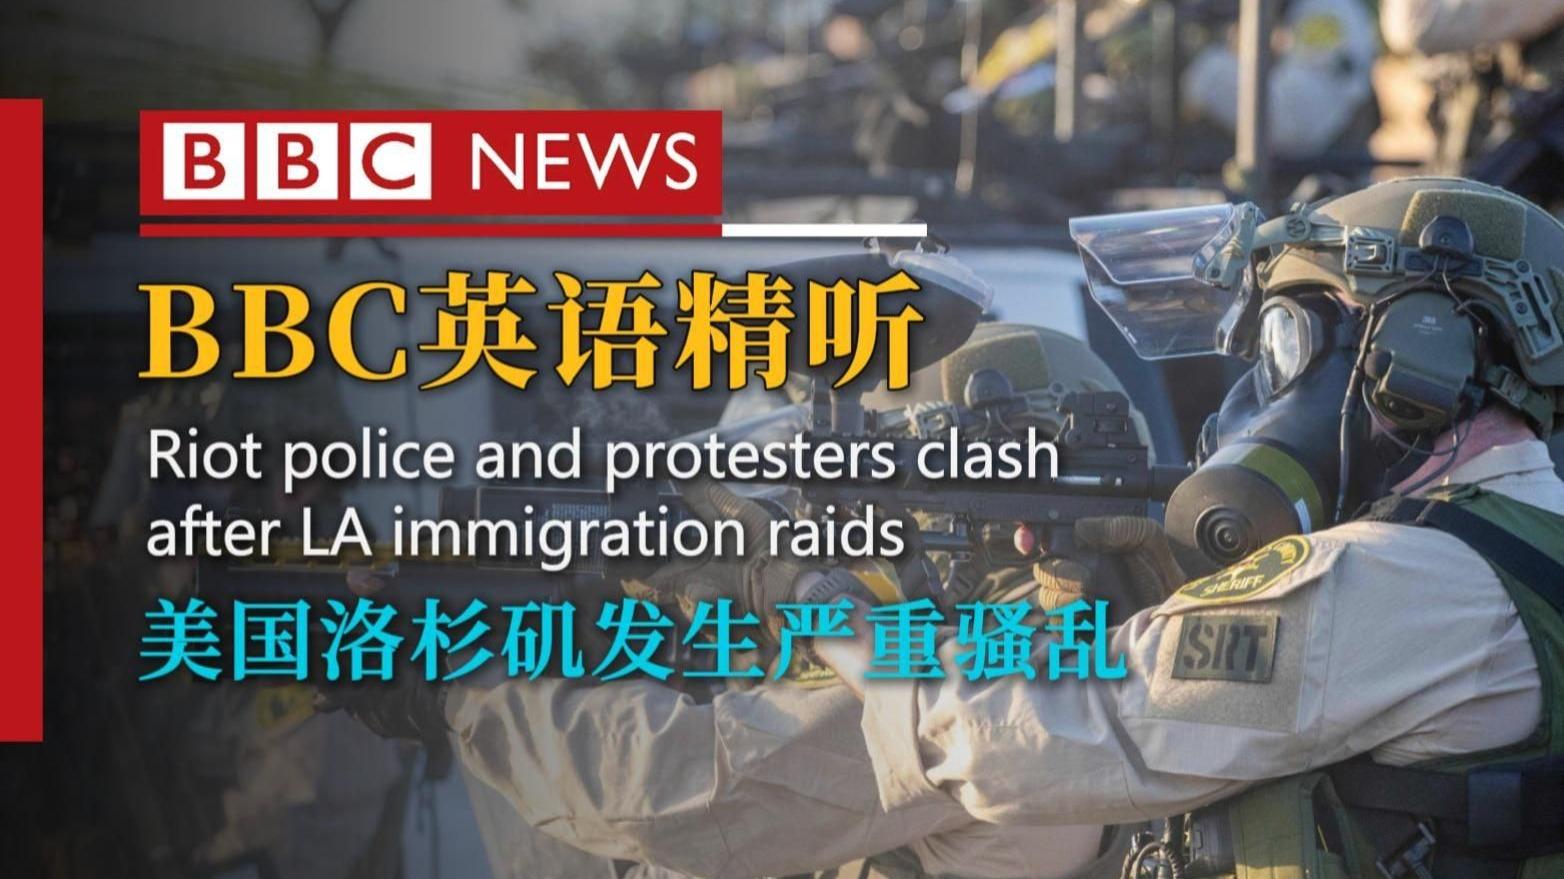 BBC NEWS
BBC英语精听
Riot police and protesters clash
after LA immigration raids
美国洛杉矶发生严重骚乱
SHERIFF
SRT